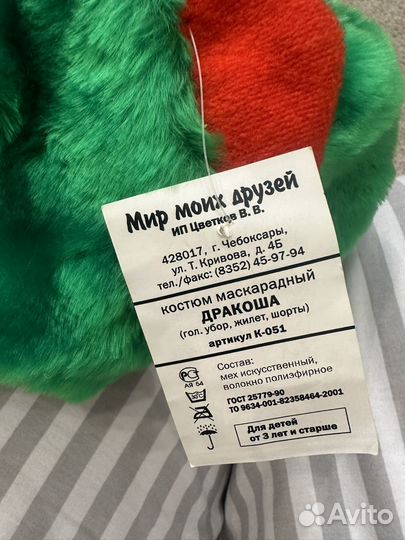 Мир моих друзей
ИП Цветков В. В.
428017, г. Чебоксары,
ул. Т. Кривова, д. 4Б
тел./факс: (8352) 45-97-94
костюм маскарадный
ДРАКОША
(гол. убор, жилет, шорты)
артикул К-051
АЯ 64
Состав:
мех искусственный,
волокно полиэфирное
ГОСТ 25779-90
ТО 9634-001-82358464-2001
Для детей
от 3 лет и старше
Avito